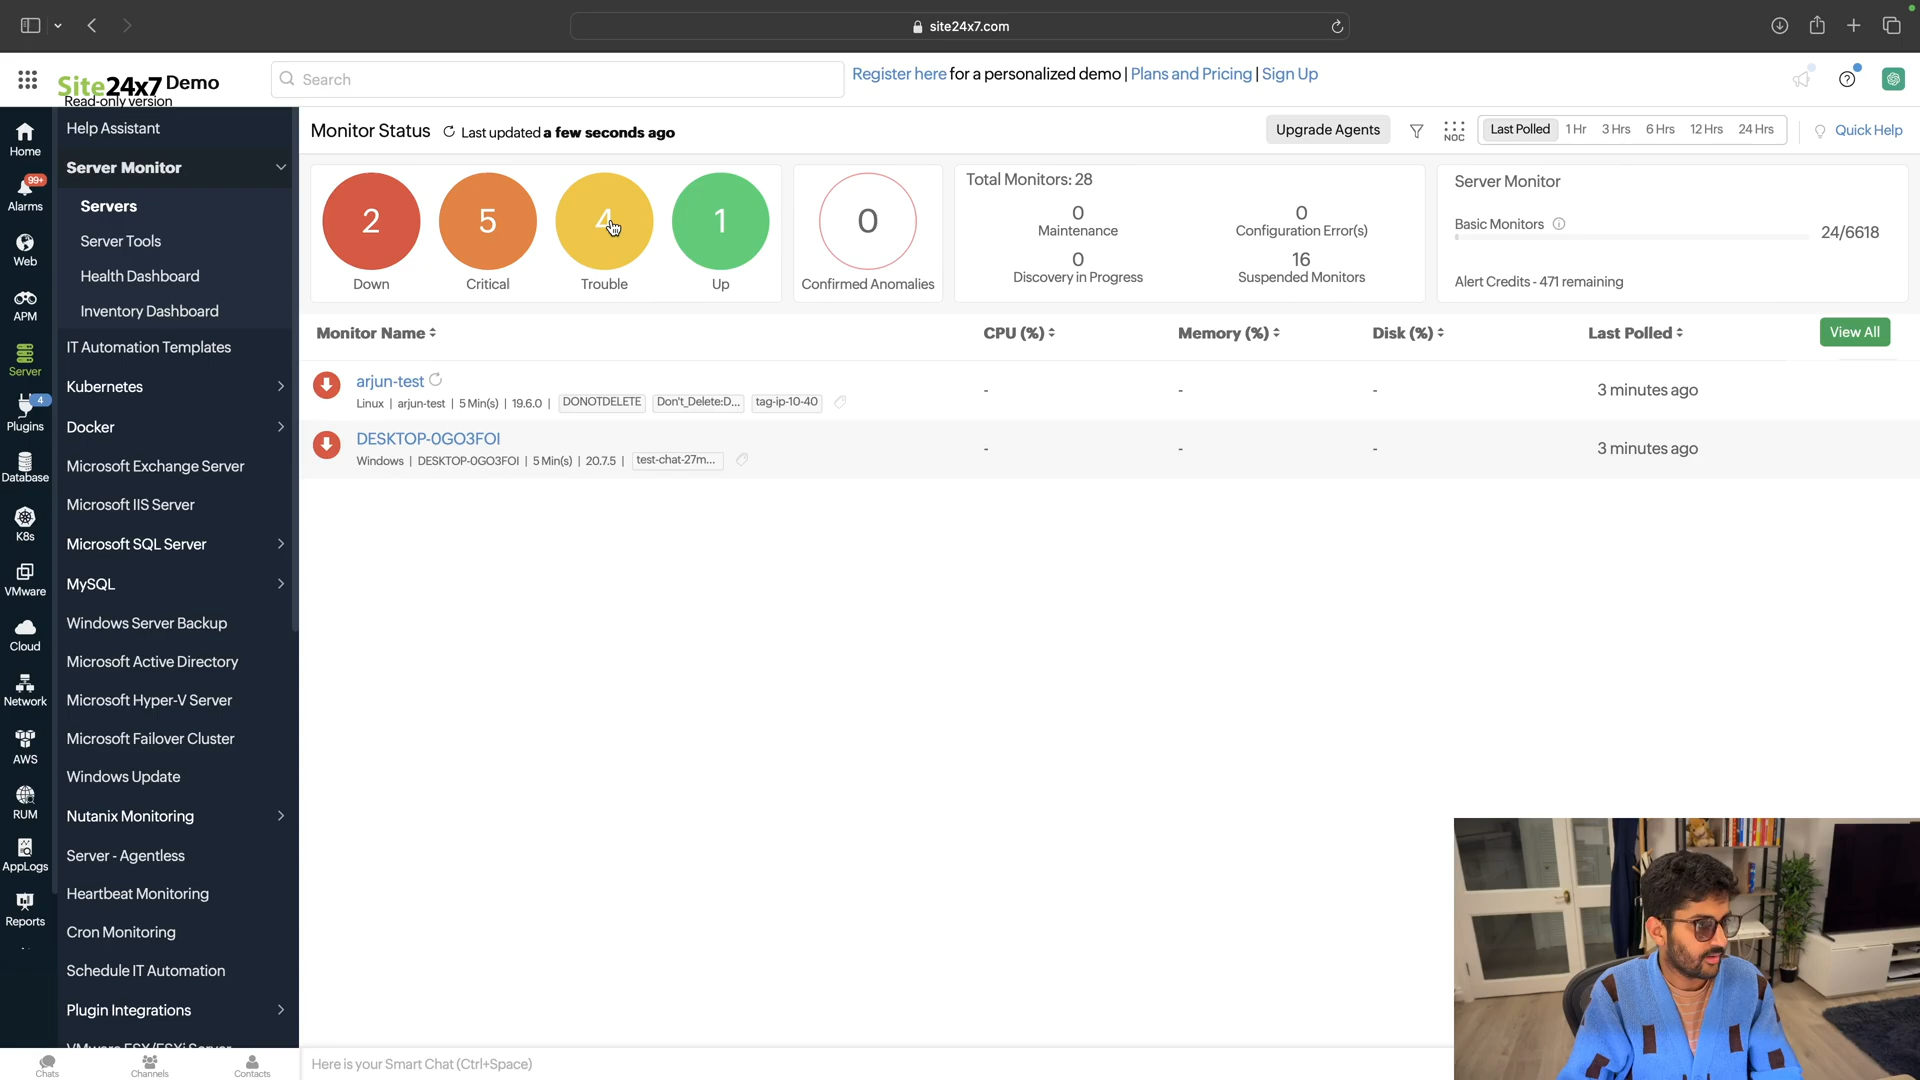 site24x7.com
Site24x7 Demo
Read-only version
Search
Register here for a personalized demo | Plans and Pricing | Sign Up
Home
99+
Alarms
Web
APM
Server
4
Plugins
Database
K8s
VMware
Cloud
Network
AWS
RUM
AppLogs
Reports
Help Assistant
Server Monitor
Servers
Server Tools
Health Dashboard
Inventory Dashboard
IT Automation Templates
Kubernetes
Docker
Microsoft Exchange Server
Microsoft IIS Server
Microsoft SQL Server
MySQL
Windows Server Backup
Microsoft Active Directory
Microsoft Hyper-V Server
Microsoft Failover Cluster
Windows Update
Nutanix Monitoring
Server - Agentless
Heartbeat Monitoring
Cron Monitoring
Schedule IT Automation
Plugin Integrations
VMware ESX/ESXi Server
Chats
Channels
Contacts
Monitor Status Last updated a few seconds ago
Upgrade Agents
NOC
Last Polled 1 Hr 3 Hrs 6 Hrs 12 Hrs 24 Hrs
Quick Help
2
Down
5
Critical
4
Trouble
1
Up
0
Confirmed Anomalies
Total Monitors: 28
0
Maintenance
0
Configuration Error(s)
0
Discovery in Progress
16
Suspended Monitors
Server Monitor
Basic Monitors
24/6618
Alert Credits - 471 remaining
Monitor Name CPU (%) Memory (%) Disk (%) Last Polled View All
arjun-test - - - 3 minutes ago
Linux | arjun-test | 5 Min(s) | 19.6.0 | DONOTDELETE Don't_Delete:D... tag-ip-10-40
DESKTOP-0GO3FOI - - - 3 minutes ago
Windows | DESKTOP-0GO3FOI | 5 Min(s) | 20.7.5 | test-chat-27m...
Here is your Smart Chat (Ctrl+Space)